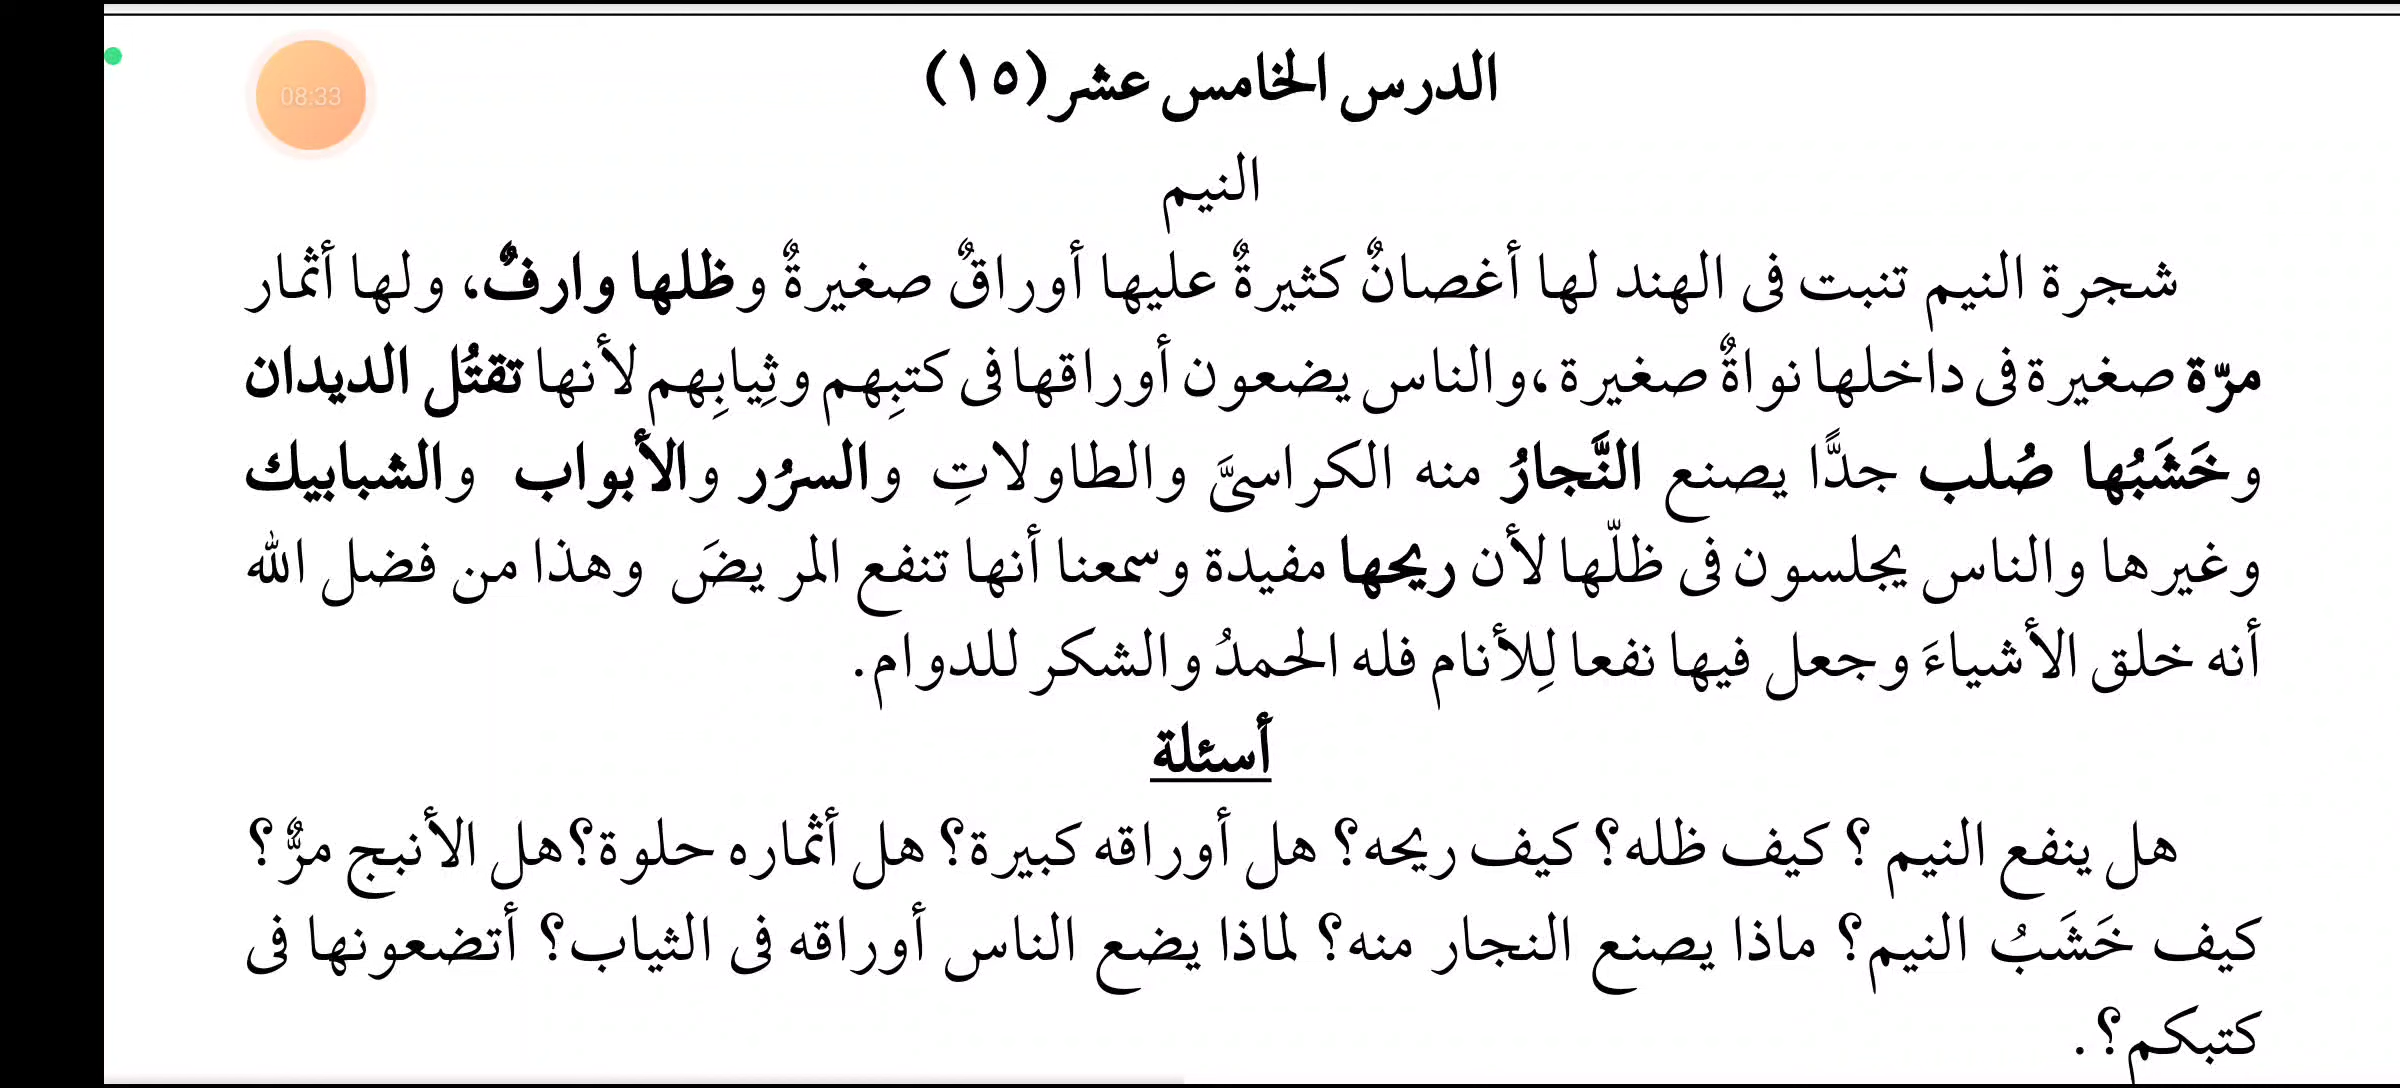 08:33
الدرس الخامس عشر (١٥)
النيم
شجرة النيم تنبت فى الهند لها أغصانٌ كثيرةٌ عليها أوراقٌ صغيرةٌ وظلها وارفٌ، ولها أثمار
مرّة صغيرة فى داخلها نواةٌ صغيرة ،والناس يضعون أوراقها فى كتبِهم وثِيابِهم لأنها تقتُل الديدان
وخَشَبُها صُلب جدًّا يصنع النَّجارُ منه الكراسىَّ والطاولاتِ والسرُر والأبواب والشبابيك
وغيرها والناس يجلسون فى ظلّها لأن ريحها مفيدة وسمعنا أنها تنفع المريضَ وهذا من فضل الله
أنه خلق الأشياءَ وجعل فيها نفعا لِلأنام فله الحمدُ والشكر للدوام.
أسئلة
هل ينفع النيم ؟ كيف ظله؟ كيف ريحه؟ هل أوراقه كبيرة؟ هل أثماره حلوة؟هل الأنبج مرٌّ؟
كيف خَشَبُ النيم؟ ماذا يصنع النجار منه؟ لماذا يضع الناس أوراقه فى الثياب؟ أتضعونها فى
كتبكم؟.